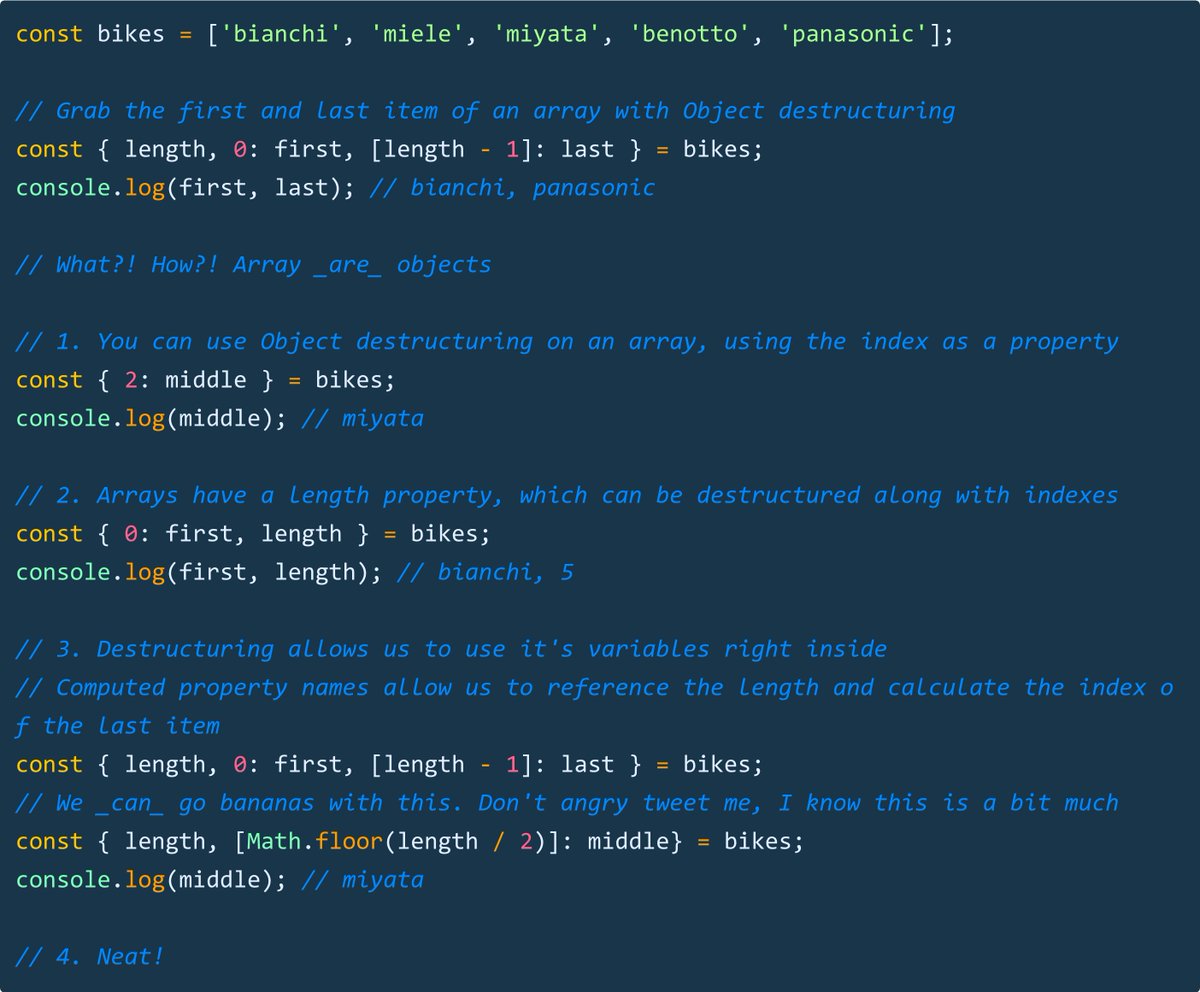 const bikes = ['bianchi', 'miele', 'miyata', 'benotto', 'panasonic'];
// Grab the first and last item of an array with Object destructuring
const { length, 0: first, [length - 1]: last } = bikes;
console.log(first, last); // bianchi, panasonic
// What?! How?! Array _are_ objects
// 1. You can use Object destructuring on an array, using the index as a property
const { 2: middle } = bikes;
console.log(middle); // miyata
// 2. Arrays have a length property, which can be destructured along with indexes
const { 0: first, length } = bikes;
console.log(first, length); // bianchi, 5
// 3. Destructuring allows us to use it's variables right inside
// Computed property names allow us to reference the length and calculate the index o
f the last item
const { length, 0: first, [length - 1]: last } = bikes;
// We _can_ go bananas with this. Don't angry tweet me, I know this is a bit much
const { length, [Math.floor(length / 2)]: middle} = bikes;
console.log(middle); // miyata
// 4. Neat!